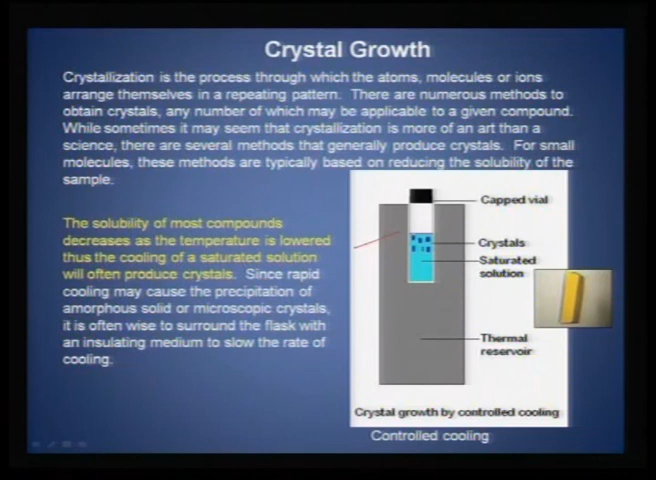 Crystal Growth
Crystallization is the process through which the atoms, molecules or ions
arrange themselves in a repeating pattern. There are numerous methods to
obtain crystals, any number of which may be applicable to a given compound.
While sometimes it may seem that crystallization is more of an art than a
science, there are several methods that generally produce crystals. For small
molecules, these methods are typically based on reducing the solubility of the
sample.
The solubility of most compounds
decreases as the temperature is lowered
thus the cooling of a saturated solution
will often produce crystals. Since rapid
cooling may cause the precipitation of
amorphous solid or microscopic crystals,
it is often wise to surround the flask with
an insulating medium to slow the rate of
cooling.
Capped vial
Crystals
Saturated
solution
Thermal
reservoir
Crystal growth by controlled cooling
Controlled cooling